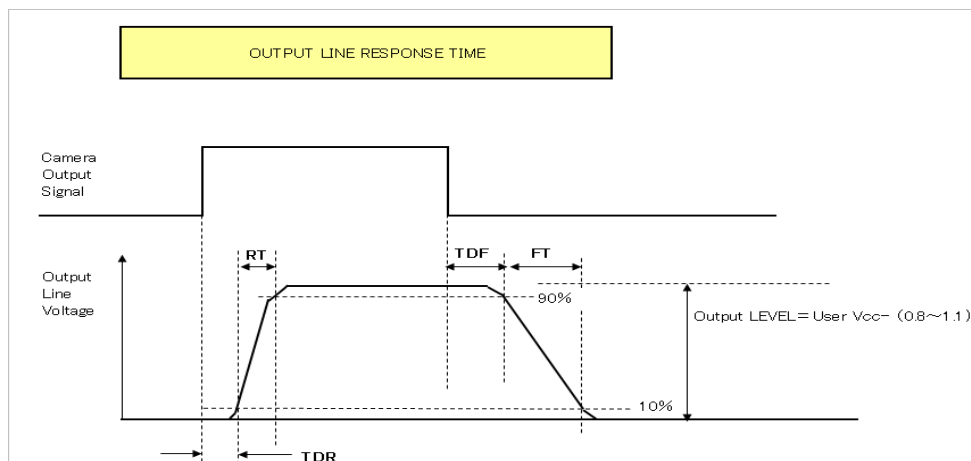 OUTPUT LINE RESPONSE TIME
Camera
Output
Signal
RT
TDF
FT
Output
Line
Voltage
90%
Output LEVEL=User Vcc-（0.8～1.1）
10%
TDR